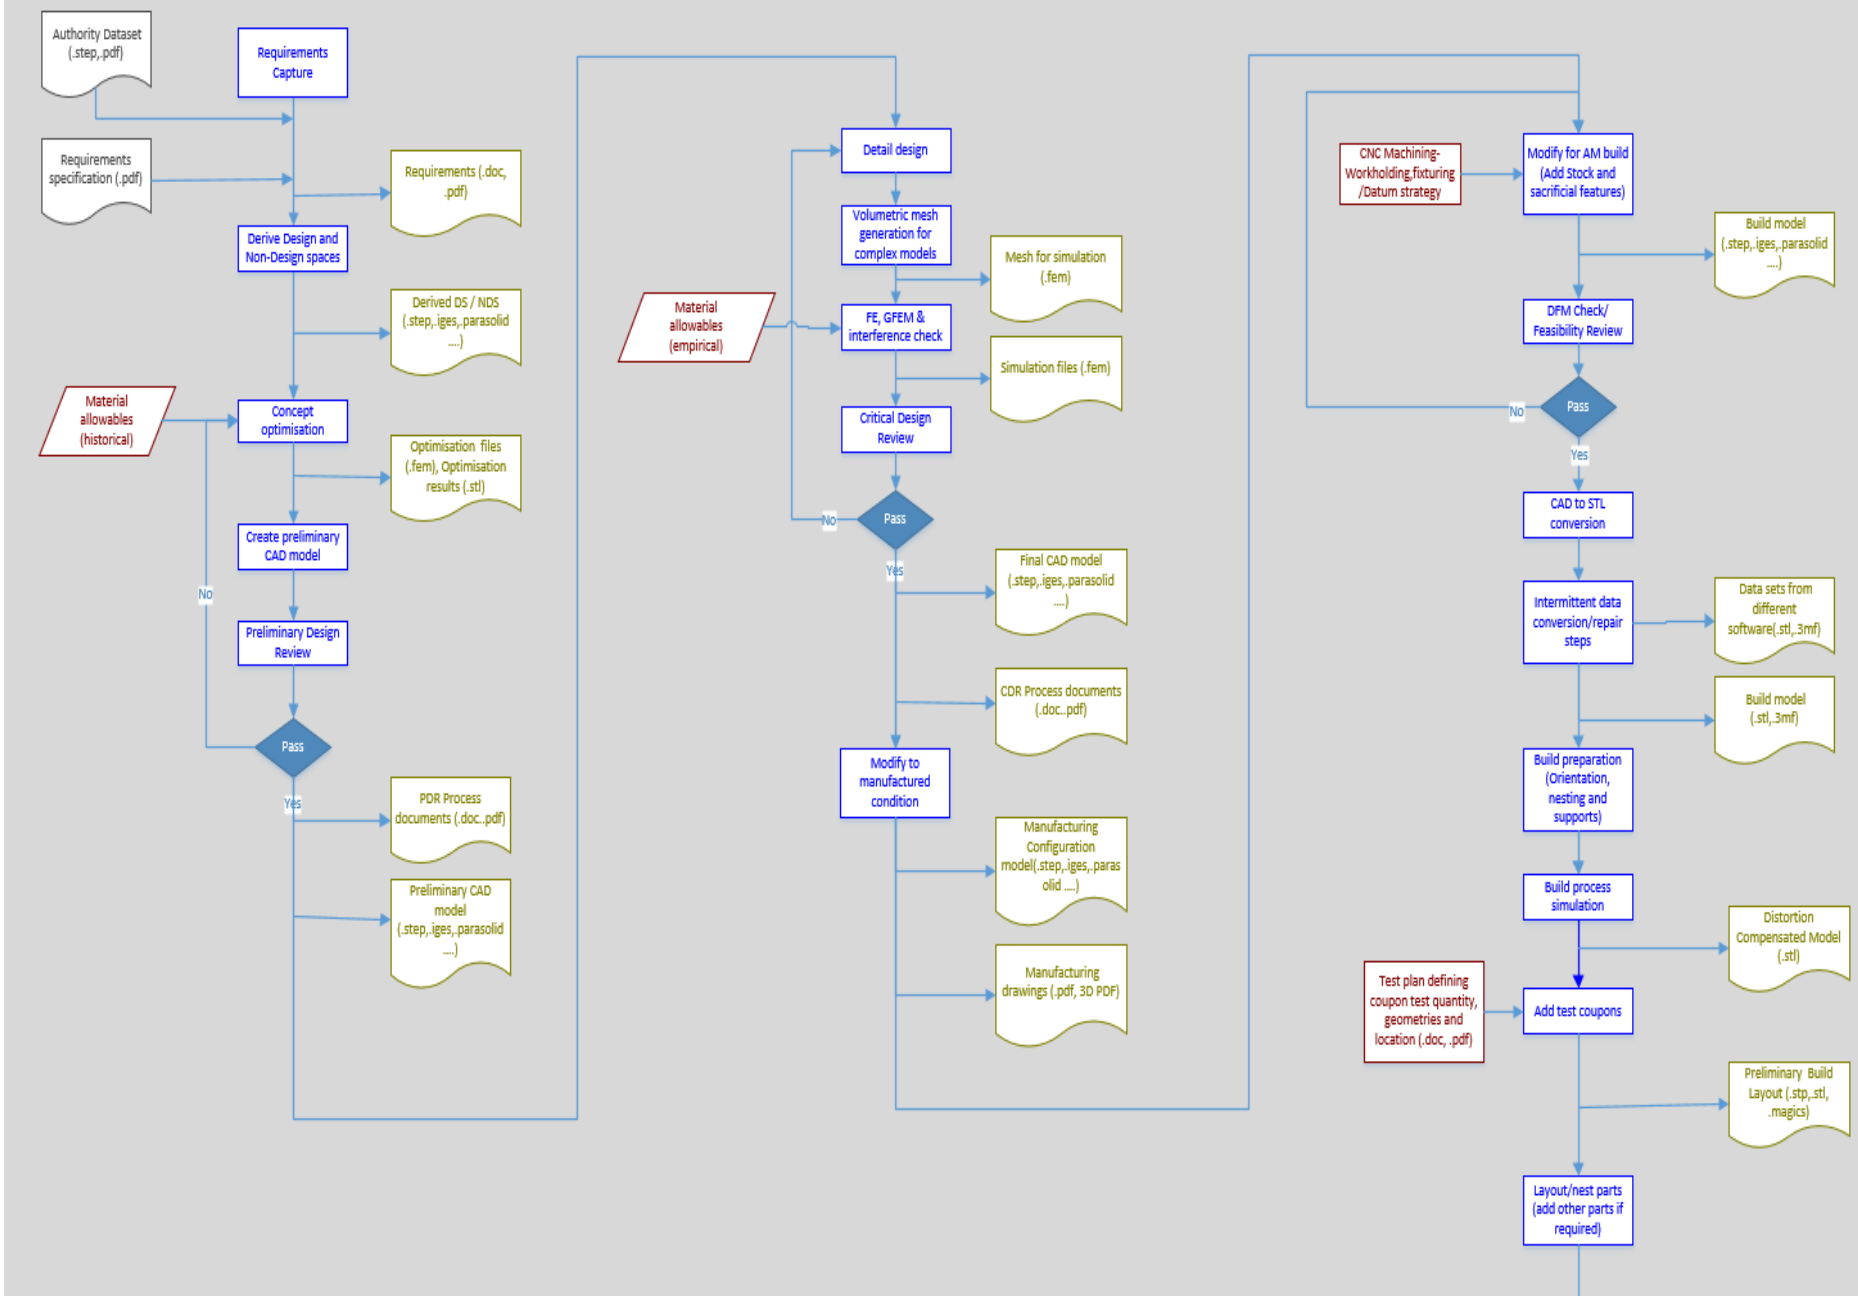 Authority Dataset
(.step,.pdf)
Requirements
Capture
Requirements
specification (.pdf)
Requirements (.doc,
.pdf)
Derive Design and
Non-Design spaces
Derived DS / NDS
(.step,.iges,.parasolid
....)
Material
allowables
(historical)
Concept
optimisation
Optimisation files
(.fem), Optimisation
results (.stl)
Create preliminary
CAD model
No
Preliminary Design
Review
Pass
Yes
PDR Process
documents (.doc..pdf)
Preliminary CAD
model
(.step,.iges,.parasolid
....)
Detail design
Volumetric mesh
generation for
complex models
Mesh for simulation
(.fem)
Material
allowables
(empirical)
FE, GFEM &
interference check
Simulation files (.fem)
Critical Design
Review
Pass
No
Yes
Final CAD model
(.step,.iges,.parasolid
....)
CDR Process documents
(.doc..pdf)
Modify to
manufactured
condition
Manufacturing
Configuration
model(.step,.iges,.paras
olid ....)
Manufacturing
drawings (.pdf, 3D PDF)
CNC Machining-
Workholding,fixturing
/Datum strategy
Modify for AM build
(Add Stock and
sacrificial features)
Build model
(.step,.iges,.parasolid
....)
DFM Check/
Feasibility Review
Pass
No
Yes
CAD to STL
conversion
Intermittent data
conversion/repair
steps
Data sets from
different
software(.stl,.3mf)
Build model
(.stl,.3mf)
Build preparation
(Orientation,
nesting and
supports)
Build process
simulation
Distortion
Compensated Model
(.stl)
Test plan defining
coupon test quantity,
geometries and
location (.doc, .pdf)
Add test coupons
Preliminary Build
Layout (.stp,.stl,
.magics)
Layout/nest parts
(add other parts if
required)